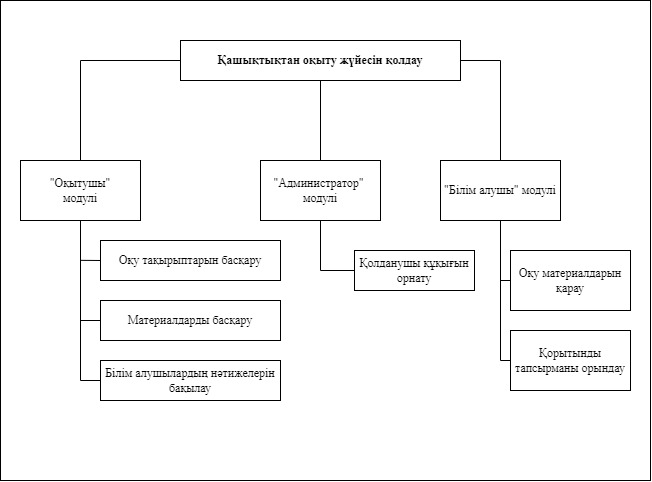 Қашықтықтан оқыту жүйесін қолдау
"Оқытушы"
модулі
"Администратор"
модулі
"Білім алушы" модулі
Оқу тақырыптарын басқару
Материалдарды басқару
Білім алушылардың нәтижелерін
бақылау
Қолданушы құқығын
орнату
Оқу материалдарын
қарау
Қорытынды
тапсырманы орындау